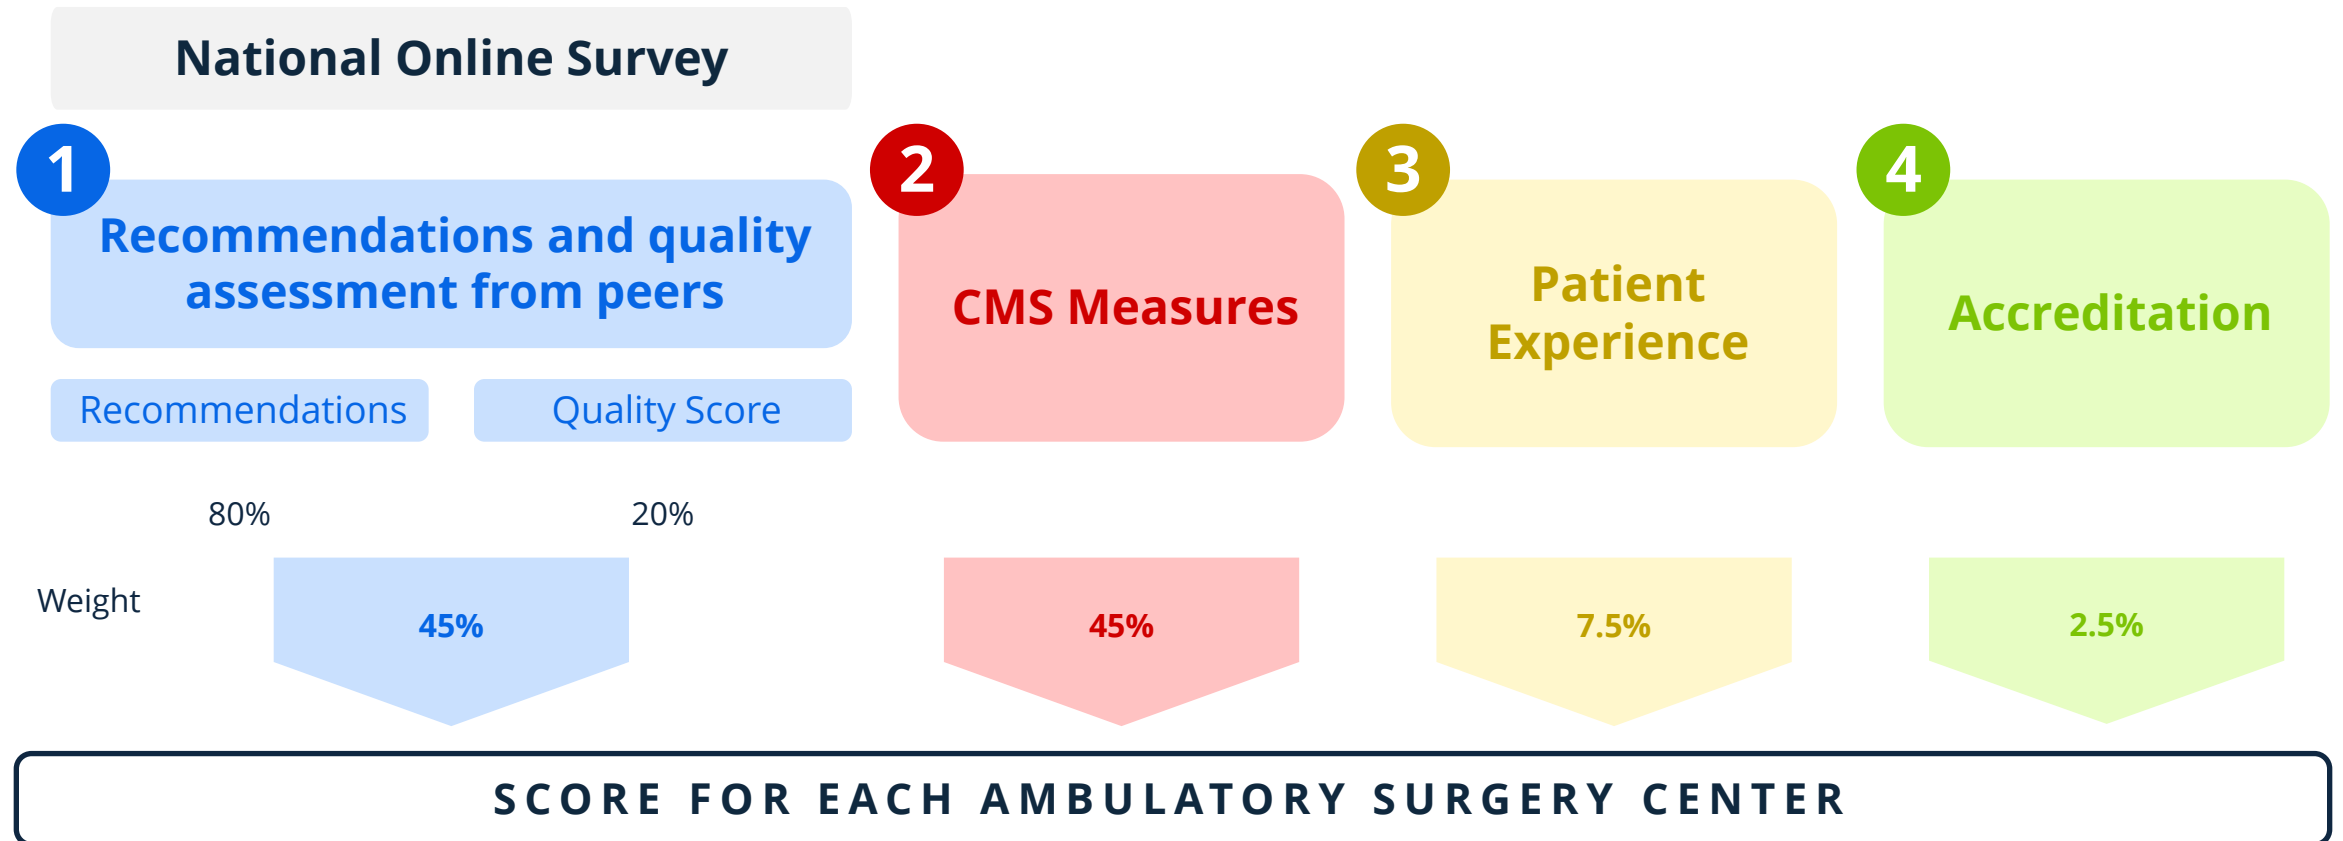 National Online Survey
1
Recommendations and quality
assessment from peers
Recommendations
Quality Score
2
CMS Measures
3
Patient
Experience
4
Accreditation
80%
20%
Weight
45%
45%
7.5%
2.5%
SCORE FOR EACH AMBULATORY SURGERY CENTER